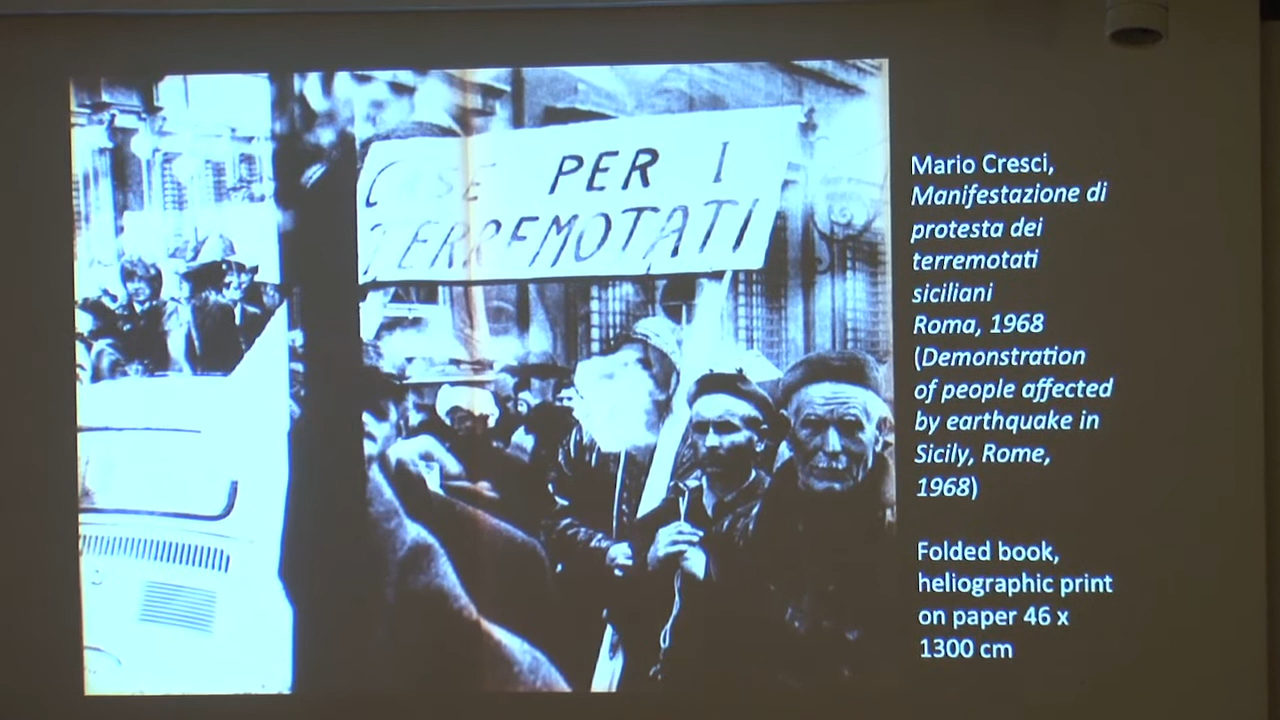 C SE PER I
TERREMOTATI
Mario Cresci,
Manifestazione di
protesta dei
terremotati
siciliani
Roma, 1968
(Demonstration
of people affected
by earthquake in
Sicily, Rome,
1968)
Folded book,
heliographic print
on paper 46 x
1300 cm